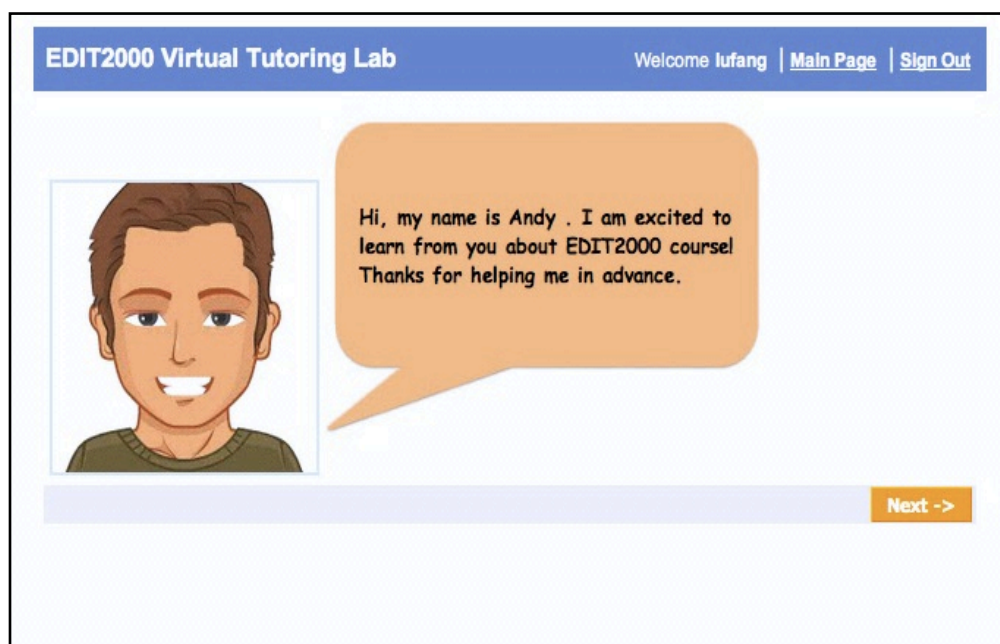 EDIT2000 Virtual Tutoring Lab
Welcome lufang | Main Page | Sign Out
Hi, my name is Andy . I am excited to
learn from you about EDIT2000 course!
Thanks for helping me in advance.
Next ->